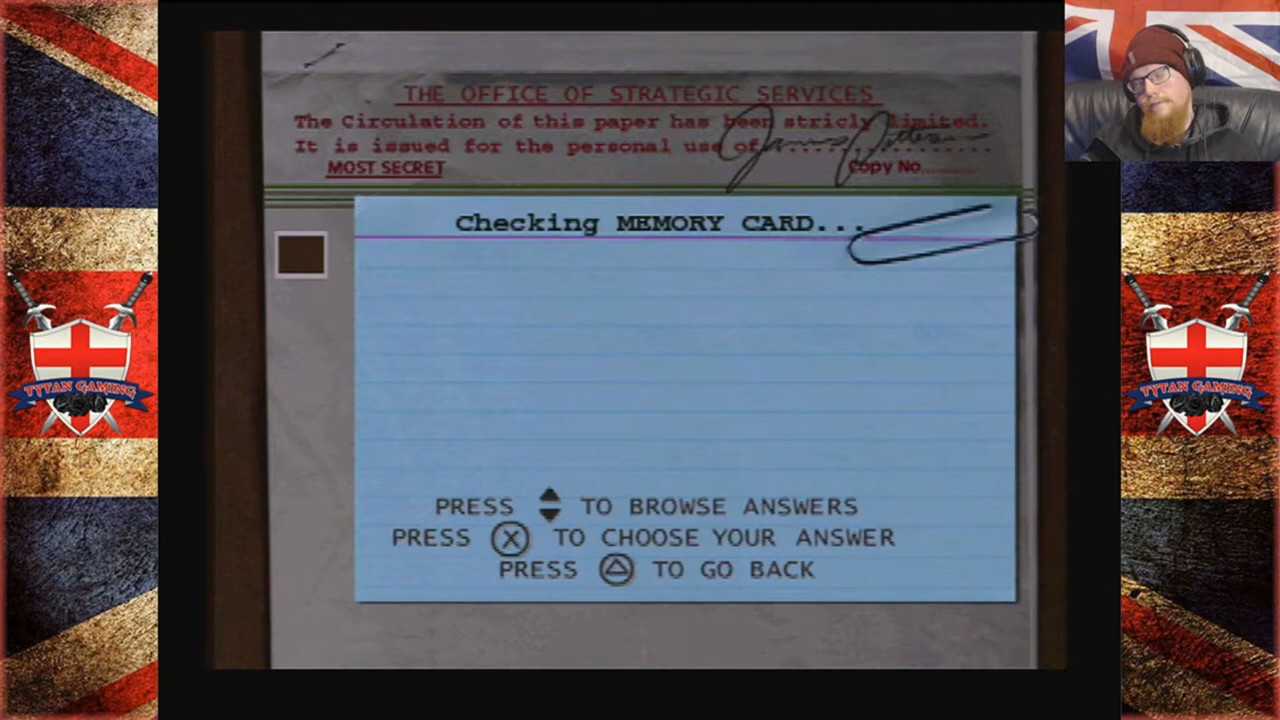 THE OFFICE OF STRATEGIC SERVICES
The Circulation of this paper has been stricly limited.
It is issued for the personal use of....................
MOST SECRET
Copy No........
Checking MEMORY CARD...
PRESS TO BROWSE ANSWERS
PRESS X TO CHOOSE YOUR ANSWER
PRESS TO GO BACK
TYTAN GAMING
TYTAN GAMING